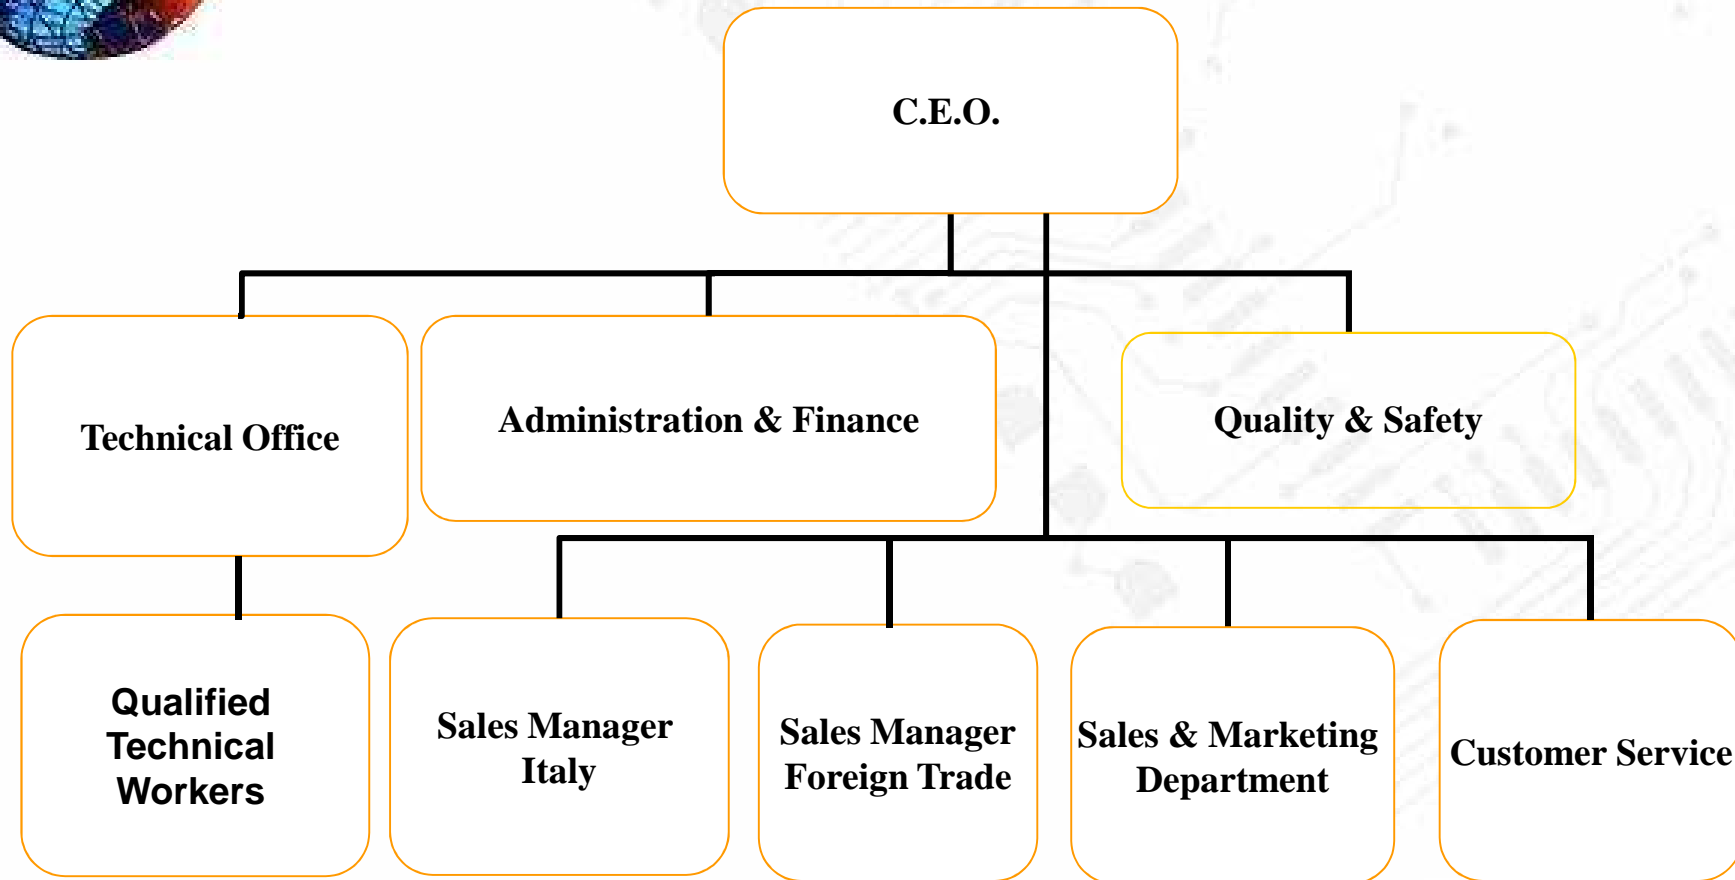 C.E.O.
Technical Office
Administration & Finance
Quality & Safety
Qualified
Technical
Workers
Sales Manager
Italy
Sales Manager
Foreign Trade
Sales & Marketing
Department
Customer Service